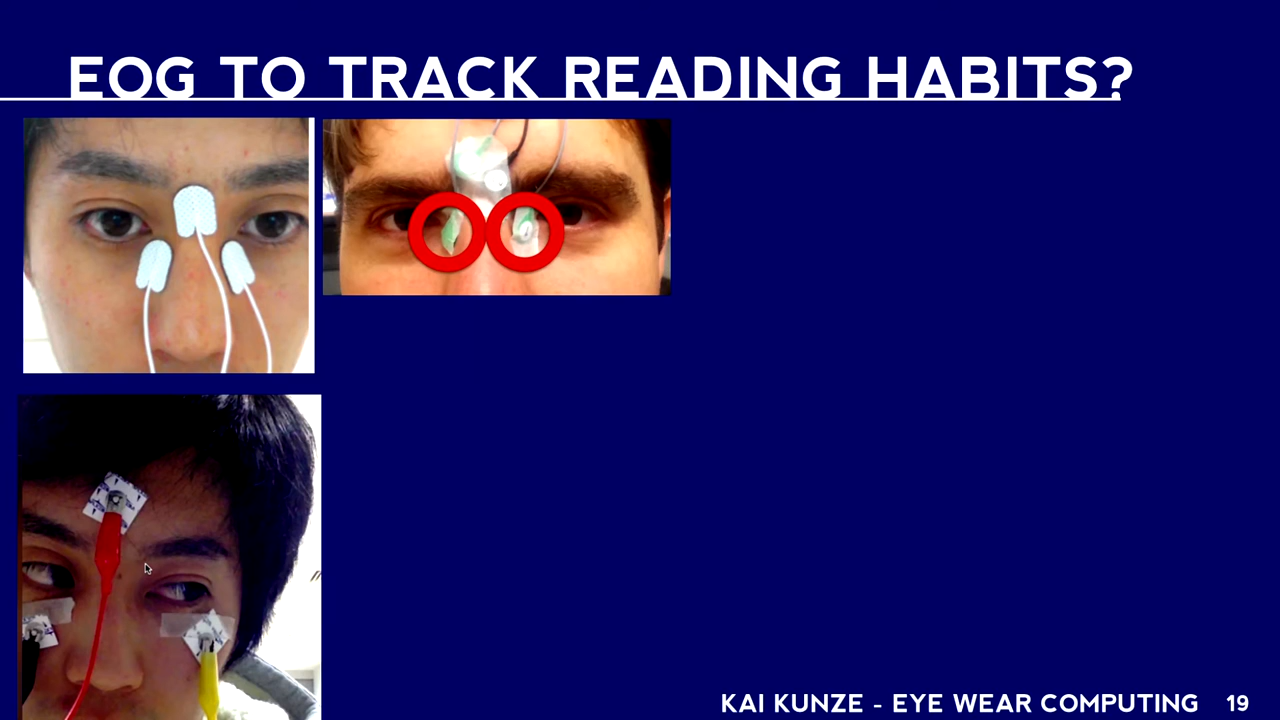 EOG TO TRACK READING HABITS?
KAI KUNZE - EYE WEAR COMPUTING 19